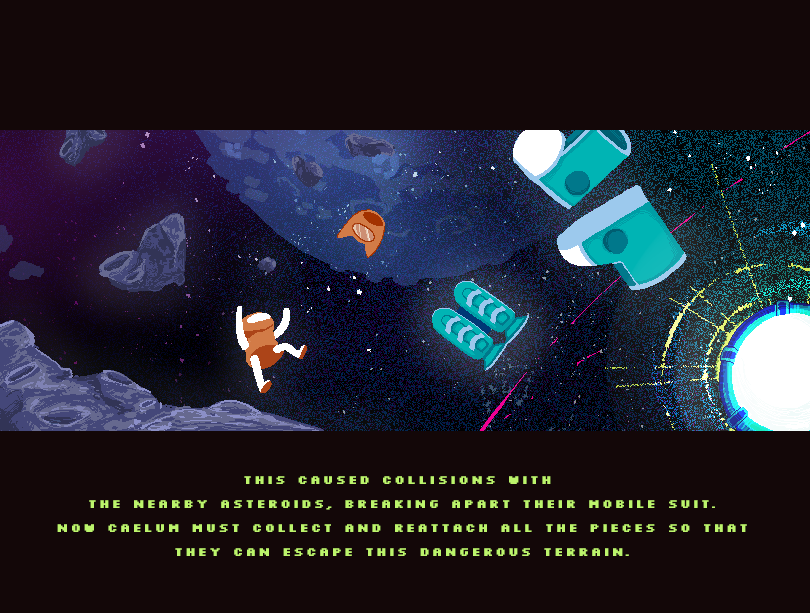 THIS CAUSED COLLISIONS WITH
THE NEARBY ASTEROIDS, BREAKING APART THEIR MOBILE SUIT.
NOW CAELUM MUST COLLECT AND REATTACH ALL THE PIECES SO THAT
THEY CAN ESCAPE THIS DANGEROUS TERRAIN.